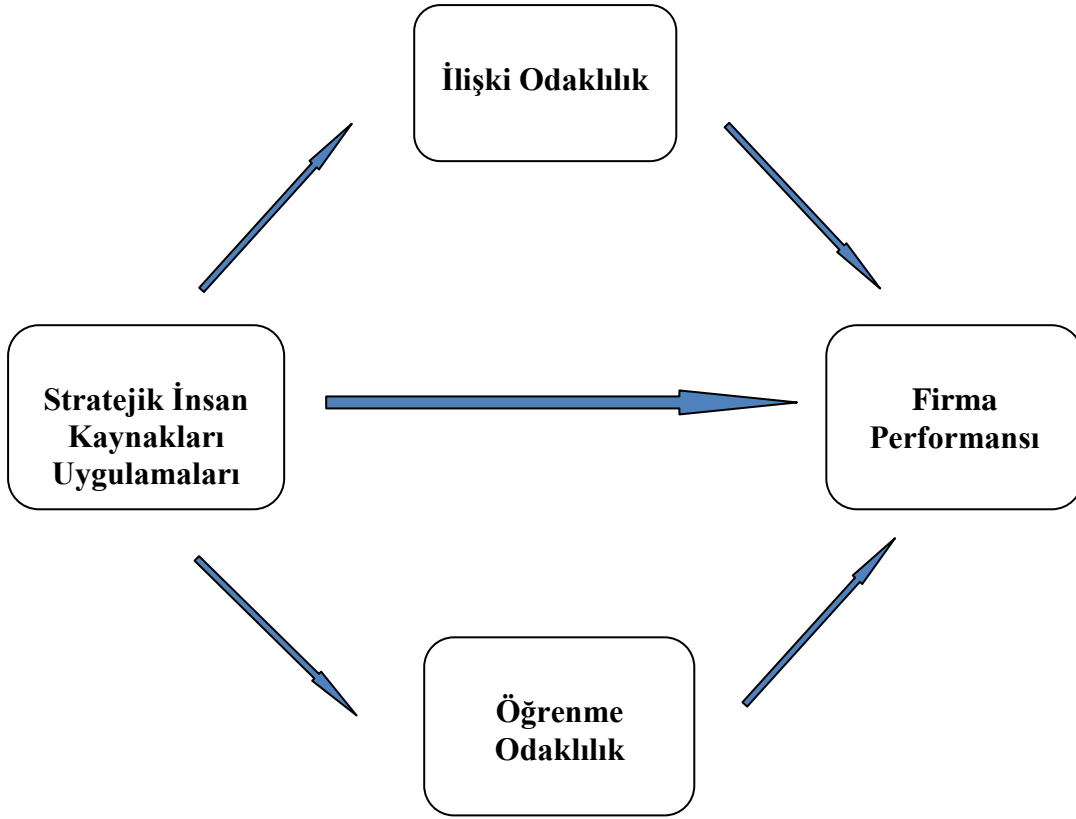 İlişki Odaklılık
Stratejik İnsan
Kaynakları
Uygulamaları
Firma
Performansı
Öğrenme
Odaklılık